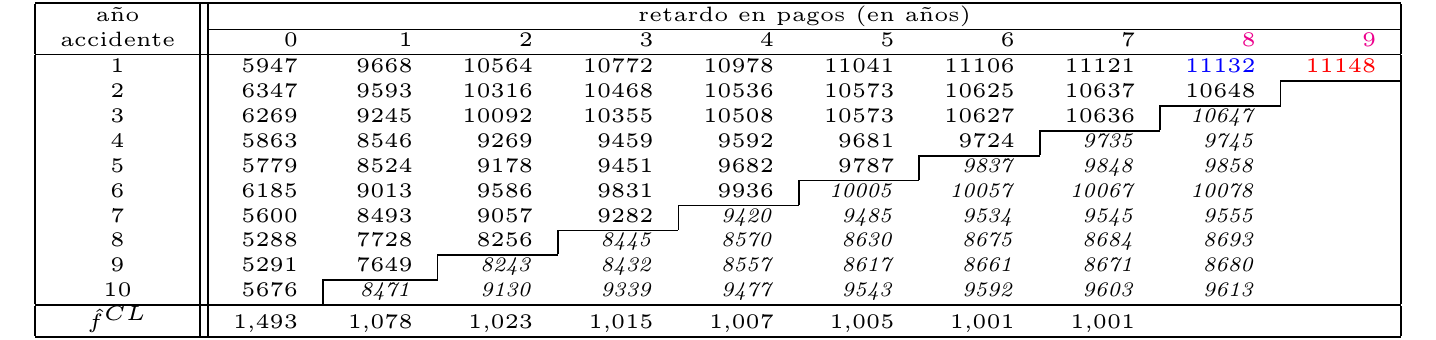 año retardo en pagos (en años)
accidente 0 1 2 3 4 5 6 7 8 9
1 5947 9668 10564 10772 10978 11041 11106 11121 11132 11148
2 6347 9593 10316 10468 10536 10573 10625 10637 10648
3 6269 9245 10092 10355 10508 10573 10627 10636 10647
4 5863 8546 9269 9459 9592 9681 9724 9735 9745
5 5779 8524 9178 9451 9682 9787 9837 9848 9858
6 6185 9013 9586 9831 9936 10005 10057 10067 10078
7 5600 8493 9057 9282 9420 9485 9534 9545 9555
8 5288 7728 8256 8445 8570 8630 8675 8684 8693
9 5291 7649 8243 8432 8557 8617 8661 8671 8680
10 5676 8471 9130 9339 9477 9543 9592 9603 9613
f̂^CL 1,493 1,078 1,023 1,015 1,007 1,005 1,001 1,001